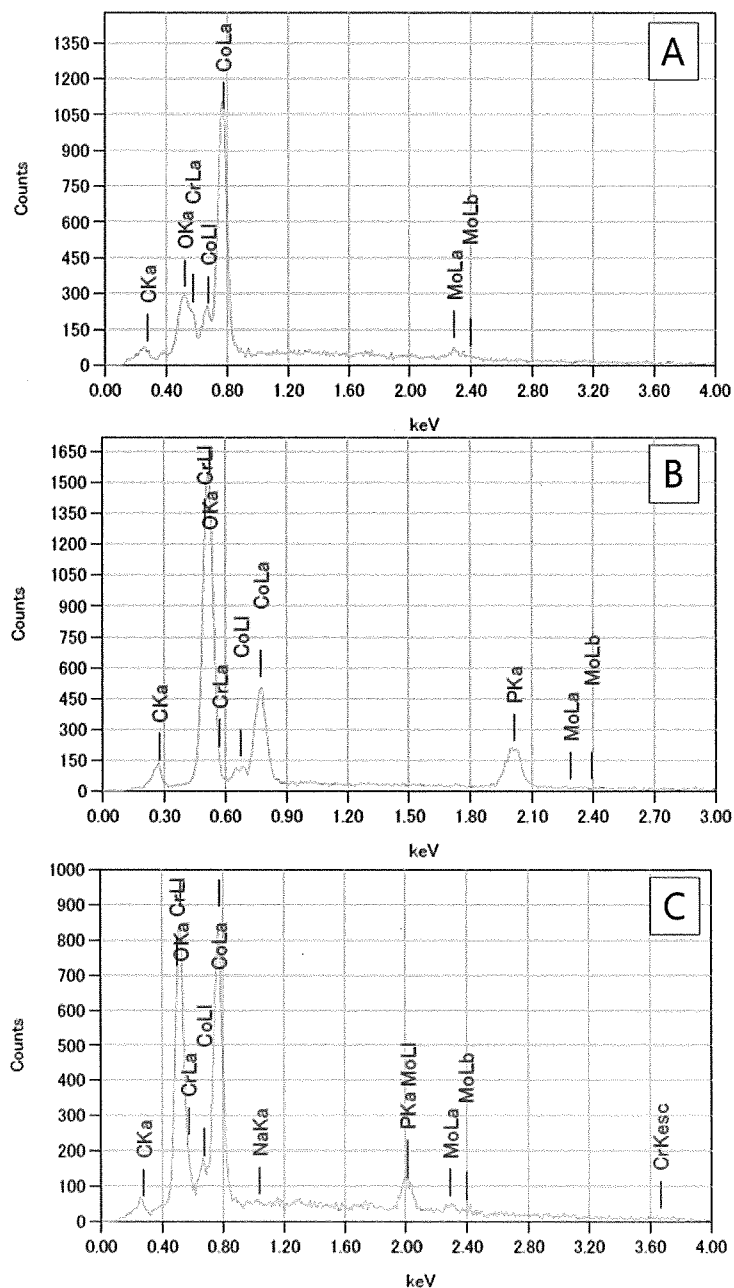 A
Counts
1350
1200
1050
900
750
600
450
300
150
0
CKa
OKa
CrLa
CoLl
CoLa
MoLa
MoLb
0.00 0.40 0.80 1.20 1.60 2.00 2.40 2.80 3.20 3.60 4.00
keV
B
Counts
1650
1500
1350
1200
1050
900
750
600
450
300
150
0
CKa
OKa CrLl
CrLa
CoLl
CoLa
PKa
MoLa
MoLb
0.00 0.30 0.60 0.90 1.20 1.50 1.80 2.10 2.40 2.70 3.00
keV
C
Counts
1000
900
800
700
600
500
400
300
200
100
0
CKa
OKa CrLl
CrLa
CoLl
CoLa
NaKa
PKa MoLl
MoLa
MoLb
CrKesc
0.00 0.40 0.80 1.20 1.60 2.00 2.40 2.80 3.20 3.60 4.00
keV